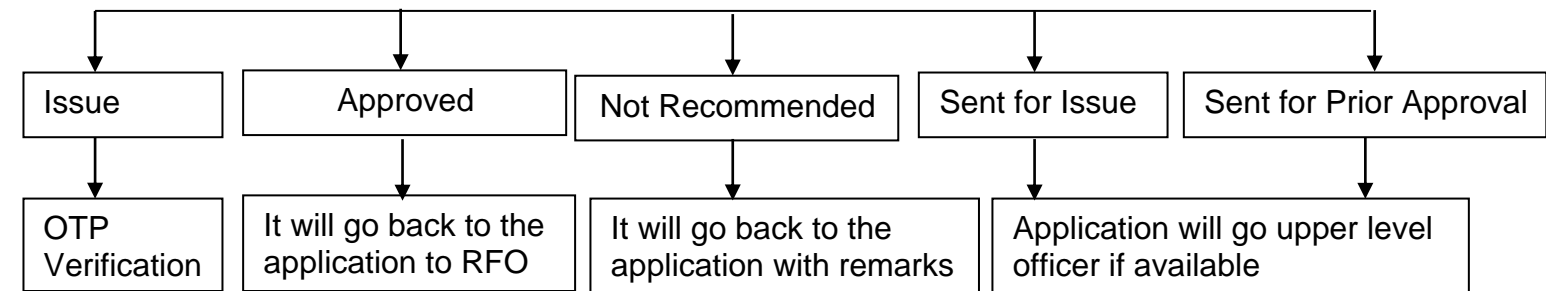 Issue
Approved
Not Recommended
Sent for Issue
Sent for Prior Approval
OTP
Verification
It will go back to the
application to RFO
It will go back to the
application with remarks
Application will go upper level
officer if available